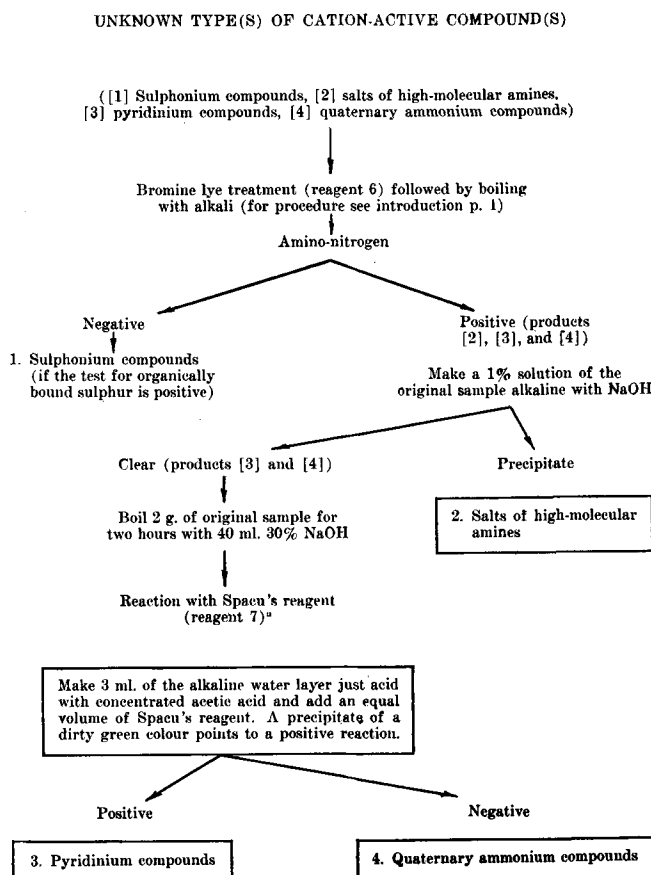 UNKNOWN TYPE(S) OF CATION-ACTIVE COMPOUND(S)
([1] Sulphonium compounds, [2] salts of high-molecular amines,
[3] pyridinium compounds, [4] quaternary ammonium compounds)
Bromine lye treatment (reagent 6) followed by boiling
with alkali (for procedure see introduction p. 1)
Amino-nitrogen
Negative
1. Sulphonium compounds
(if the test for organically
bound sulphur is positive)
Positive (products
[2], [3], and [4])
Make a 1% solution of the
original sample alkaline with NaOH
Clear (products [3] and [4])
Boil 2 g. of original sample for
two hours with 40 ml. 30% NaOH
Reaction with Spacu's reagent
(reagent 7)ª
Precipitate
2. Salts of high-molecular
amines
Make 3 ml. of the alkaline water layer just acid
with concentrated acetic acid and add an equal
volume of Spacu's reagent. A precipitate of a
dirty green colour points to a positive reaction.
Positive
3. Pyridinium compounds
Negative
4. Quaternary ammonium compounds